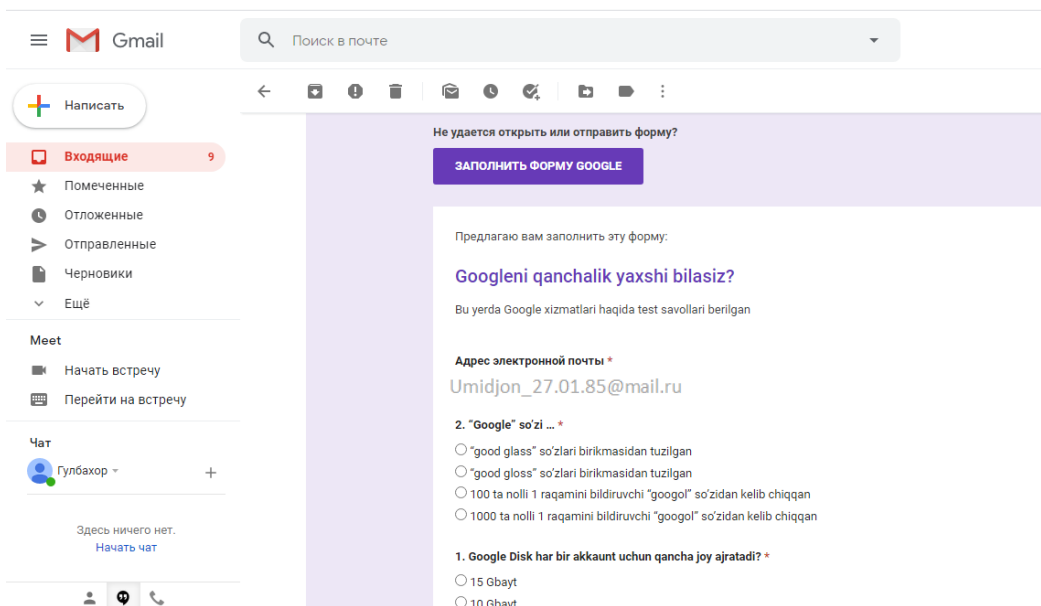 Gmail
Поиск в почте
Написать
Входящие 9
Помеченные
Отложенные
Отправленные
Черновики
Ещё
Meet
Начать встречу
Перейти на встречу
Чат
Гулбахор
Здесь ничего нет.
Начать чат
Не удается открыть или отправить форму?
ЗАПОЛНИТЬ ФОРМУ GOOGLE
Предлагаю вам заполнить эту форму:
Googleni qanchalik yaxshi bilasiz?
Bu yerda Google xizmatlari haqida test savollari berilgan
Адрес электронной почты *
Umidjon_27.01.85@mail.ru
2. “Google” so‘zi ... *
“good glass” so‘zlari birikmasidan tuzilgan
“good gloss” so‘zlari birikmasidan tuzilgan
100 ta nolli 1 raqamini bildiruvchi “googol” so‘zidan kelib chiqqan
1000 ta nolli 1 raqamini bildiruvchi “googol” so‘zidan kelib chiqqan
1. Google Disk har bir akkaunt uchun qancha joy ajratadi? *
15 Gbayt
10 Gbayt